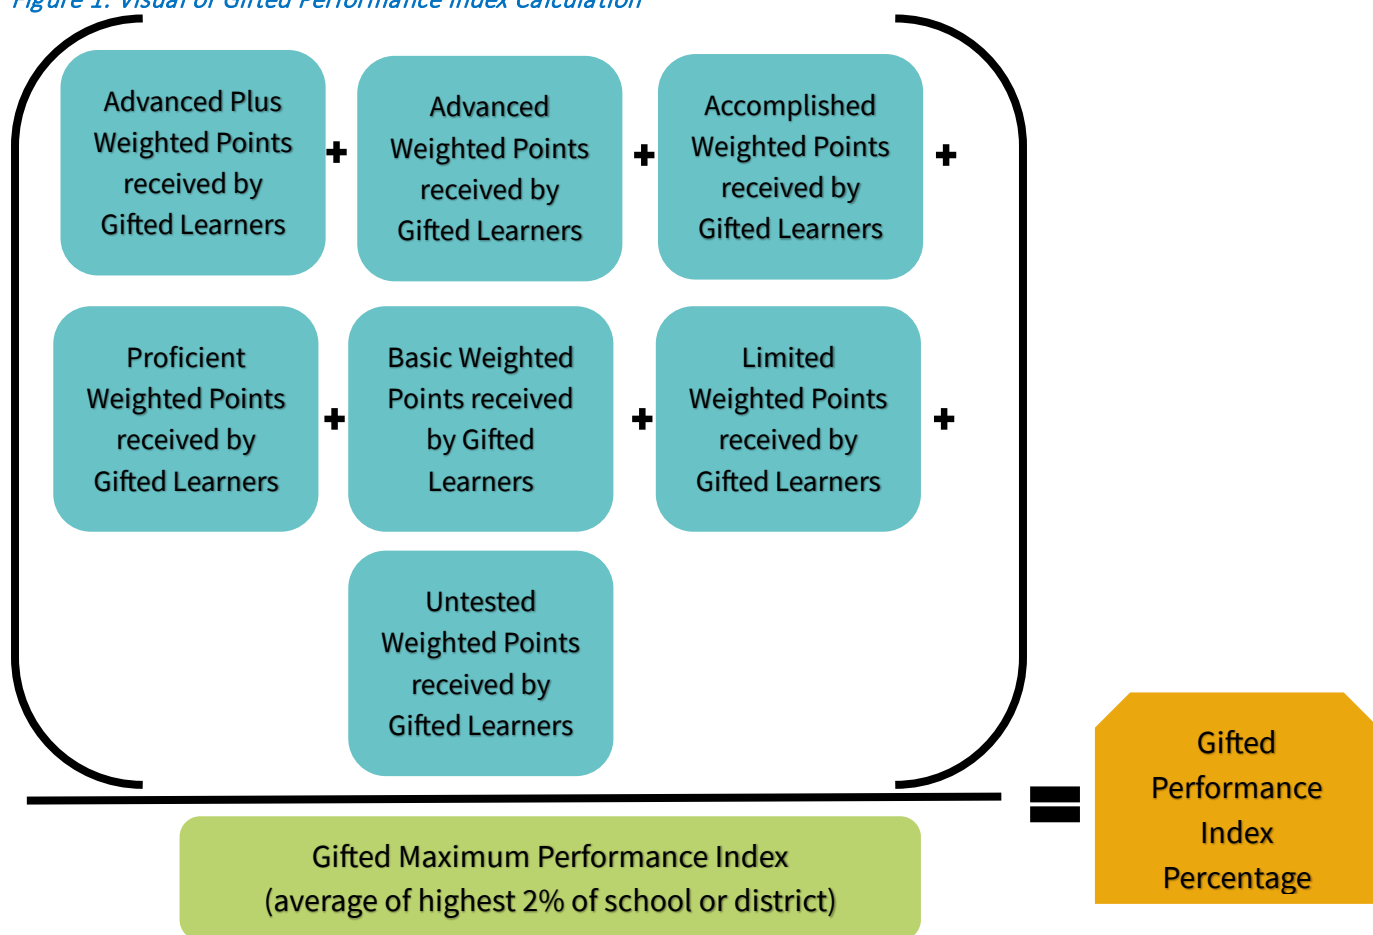 Figure 1: Visual of Gifted Performance Index Calculation
Advanced Plus
Weighted Points
received by
Gifted Learners
+
Advanced
Weighted Points
received by
Gifted Learners
+
Accomplished
Weighted Points
received by
Gifted Learners
+
Proficient
Weighted Points
received by
Gifted Learners
+
Basic Weighted
Points received
by Gifted
Learners
+
Limited
Weighted Points
received by
Gifted Learners
+
Untested
Weighted Points
received by
Gifted Learners
Gifted Maximum Performance Index
(average of highest 2% of school or district)
=
Gifted
Performance
Index
Percentage